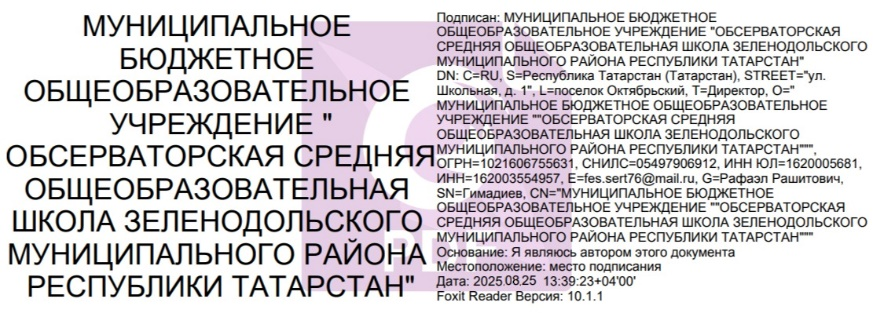 МУНИЦИПАЛЬНОЕ
БЮДЖЕТНОЕ
ОБЩЕОБРАЗОВАТЕЛЬНОЕ
УЧРЕЖДЕНИЕ "
ОБСЕРВАТОРСКАЯ СРЕДНЯЯ
ОБЩЕОБРАЗОВАТЕЛЬНАЯ
ШКОЛА ЗЕЛЕНОДОЛЬСКОГО
МУНИЦИПАЛЬНОГО РАЙОНА
РЕСПУБЛИКИ ТАТАРСТАН"
Подписан: МУНИЦИПАЛЬНОЕ БЮДЖЕТНОЕ
ОБЩЕОБРАЗОВАТЕЛЬНОЕ УЧРЕЖДЕНИЕ "ОБСЕРВАТОРСКАЯ
СРЕДНЯЯ ОБЩЕОБРАЗОВАТЕЛЬНАЯ ШКОЛА ЗЕЛЕНОДОЛЬСКОГО
МУНИЦИПАЛЬНОГО РАЙОНА РЕСПУБЛИКИ ТАТАРСТАН"
DN: C=RU, S=Республика Татарстан (Татарстан), STREET="ул.
Школьная, д. 1", L=поселок Октябрьский, T=Директор, O="
МУНИЦИПАЛЬНОЕ БЮДЖЕТНОЕ ОБЩЕОБРАЗОВАТЕЛЬНОЕ
УЧРЕЖДЕНИЕ ""ОБСЕРВАТОРСКАЯ СРЕДНЯЯ
ОБЩЕОБРАЗОВАТЕЛЬНАЯ ШКОЛА ЗЕЛЕНОДОЛЬСКОГО
МУНИЦИПАЛЬНОГО РАЙОНА РЕСПУБЛИКИ ТАТАРСТАН""",
ОГРН=1021606755631, СНИЛС=05497906912, ИНН ЮЛ=1620005681,
ИНН=162003554957, E=fes.sert76@mail.ru, G=Рафаэл Рашитович,
SN=Гимадиев, CN="МУНИЦИПАЛЬНОЕ БЮДЖЕТНОЕ
ОБЩЕОБРАЗОВАТЕЛЬНОЕ УЧРЕЖДЕНИЕ ""ОБСЕРВАТОРСКАЯ
СРЕДНЯЯ ОБЩЕОБРАЗОВАТЕЛЬНАЯ ШКОЛА ЗЕЛЕНОДОЛЬСКОГО
МУНИЦИПАЛЬНОГО РАЙОНА РЕСПУБЛИКИ ТАТАРСТАН"""
Основание: Я являюсь автором этого документа
Местоположение: место подписания
Дата: 2025.08.25 13:39:23+04'00'
Foxit Reader Версия: 10.1.1
PDF